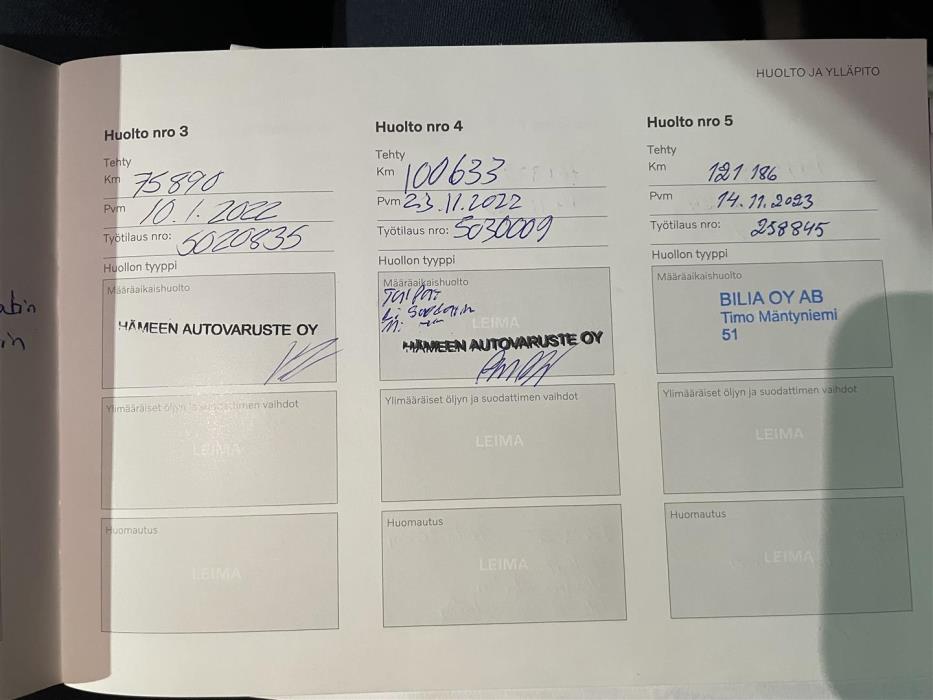 HUOLTO JA YLLÄPITO
Huolto nro 3
Tehty
Km 75890
Pvm 10.1.2022
Työtilaus nro: 5020835
Huollon tyyppi
Määräaikaishuolto
HÄMEEN AUTOVARUSTE OY
Ylimääräiset öljyn ja suodattimen vaihdot
LEIMA
Huomautus
LEIMA
Huolto nro 4
Tehty
Km 100633
Pvm 23.11.2022
Työtilaus nro: 5030009
Huollon tyyppi
Määräaikaishuolto
LEIMA
HÄMEEN AUTOVARUSTE OY
Ylimääräiset öljyn ja suodattimen vaihdot
LEIMA
Huomautus
LEIMA
Huolto nro 5
Tehty
Km 121 186
Pvm 14.11.2023
Työtilaus nro: 258845
Huollon tyyppi
Määräaikaishuolto
BILIA OY AB
Timo Mäntyniemi
51
Ylimääräiset öljyn ja suodattimen vaihdot
LEIMA
Huomautus
LEIMA